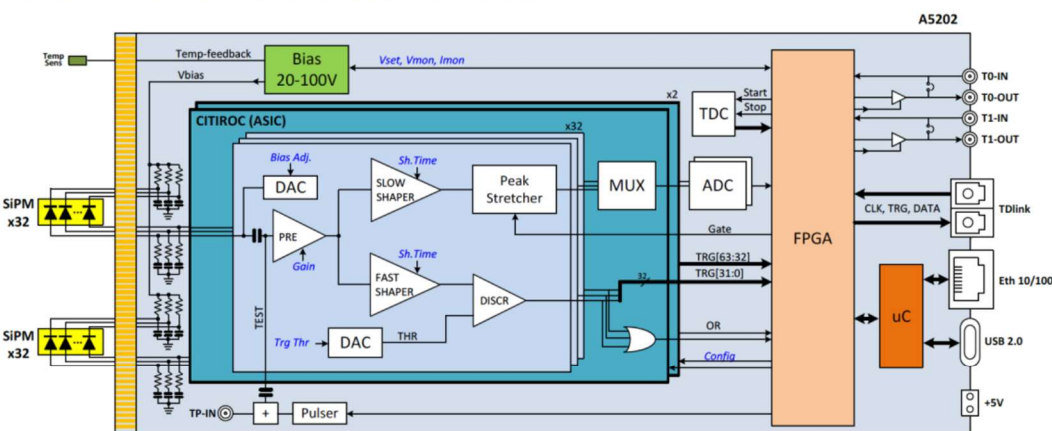 A5202
Temp
Sens
Temp-feedback
Vbias
Bias
20-100V
Vset, Vmon, Imon
x2
CITIROC (ASIC)
x32
Bias Adj.
DAC
Sh.Time
SLOW
SHAPER
Peak
Stretcher
MUX
ADC
TDC
Start
Stop
FPGA
T0-IN
T0-OUT
T1-IN
T1-OUT
SiPM
x32
PRE
Gain
Gate
CLK, TRG, DATA
TDlink
Sh.Time
FAST
SHAPER
DISCR
32
TRG[63:32]
TRG[31:0]
TEST
Trg Thr
DAC
THR
OR
Config
uC
Eth 10/100
USB 2.0
SiPM
x32
TP-IN
+
Pulser
+5V